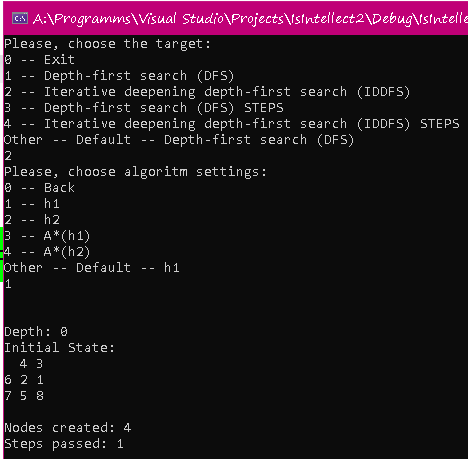 A:\Programms\Visual Studio\Projects\IsIntellect2\Debug\IsIntelle
Please, choose the target:
0 -- Exit
1 -- Depth-first search (DFS)
2 -- Iterative deepening depth-first search (IDDFS)
3 -- Depth-first search (DFS) STEPS
4 -- Iterative deepening depth-first search (IDDFS) STEPS
Other -- Default -- Depth-first search (DFS)
2
Please, choose algoritm settings:
0 -- Back
1 -- h1
2 -- h2
3 -- A*(h1)
4 -- A*(h2)
Other -- Default -- h1
1
Depth: 0
Initial State:
  4 3
6 2 1
7 5 8
Nodes created: 4
Steps passed: 1